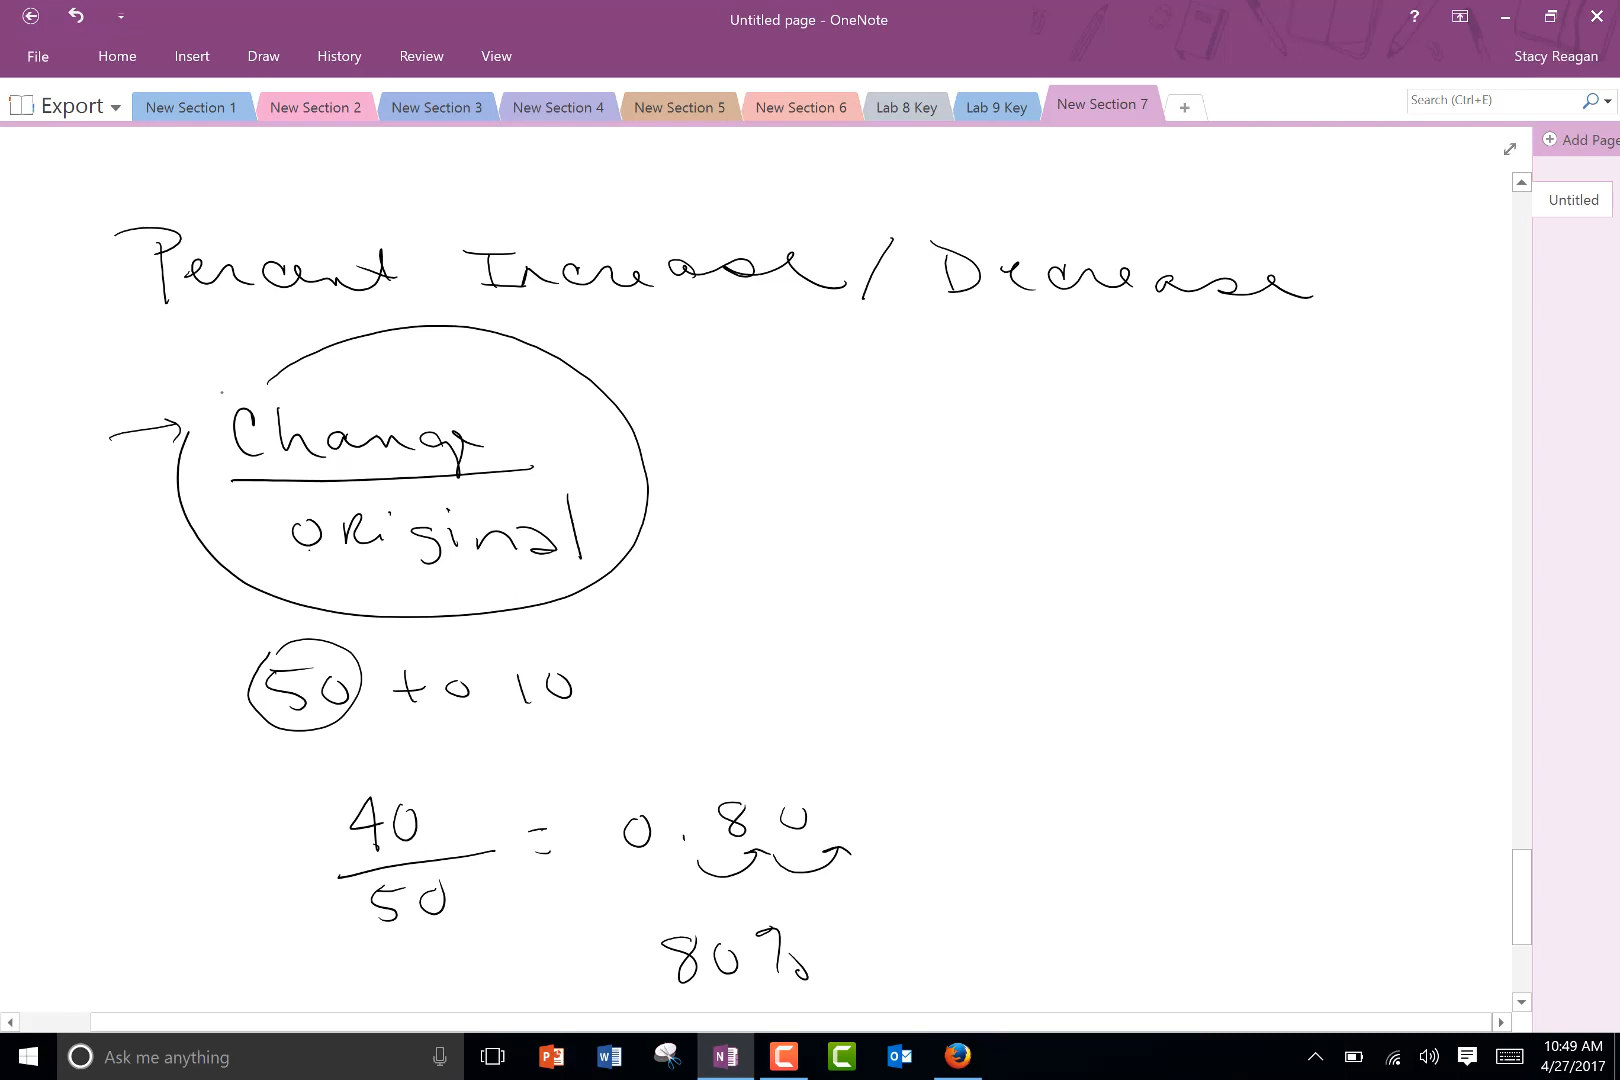 Untitled page - OneNote
?
File Home Insert Draw History Review View
Stacy Reagan
Export New Section 1 New Section 2 New Section 3 New Section 4 New Section 5 New Section 6 Lab 8 Key Lab 9 Key New Section 7 +
Search (Ctrl+E)
Add Page
Untitled
Percent Increase/Decrease
Change
original
50 to 10
40
50
= 0.80
80%
Ask me anything
10:49 AM
4/27/2017